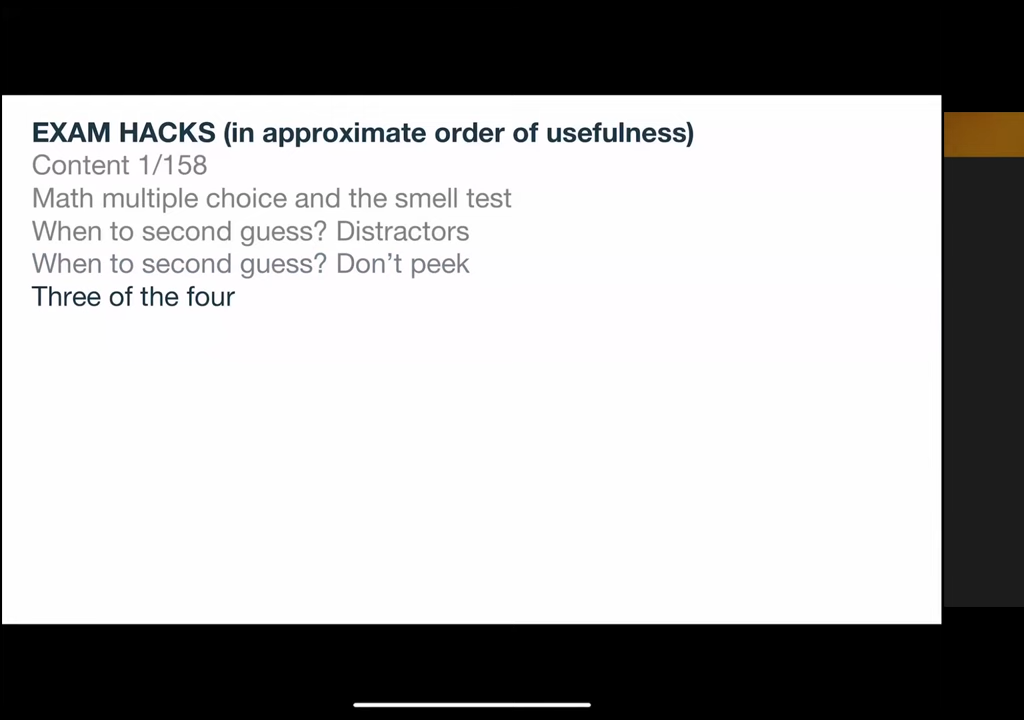 EXAM HACKS (in approximate order of usefulness)
Content 1/158
Math multiple choice and the smell test
When to second guess? Distractors
When to second guess? Don’t peek
Three of the four